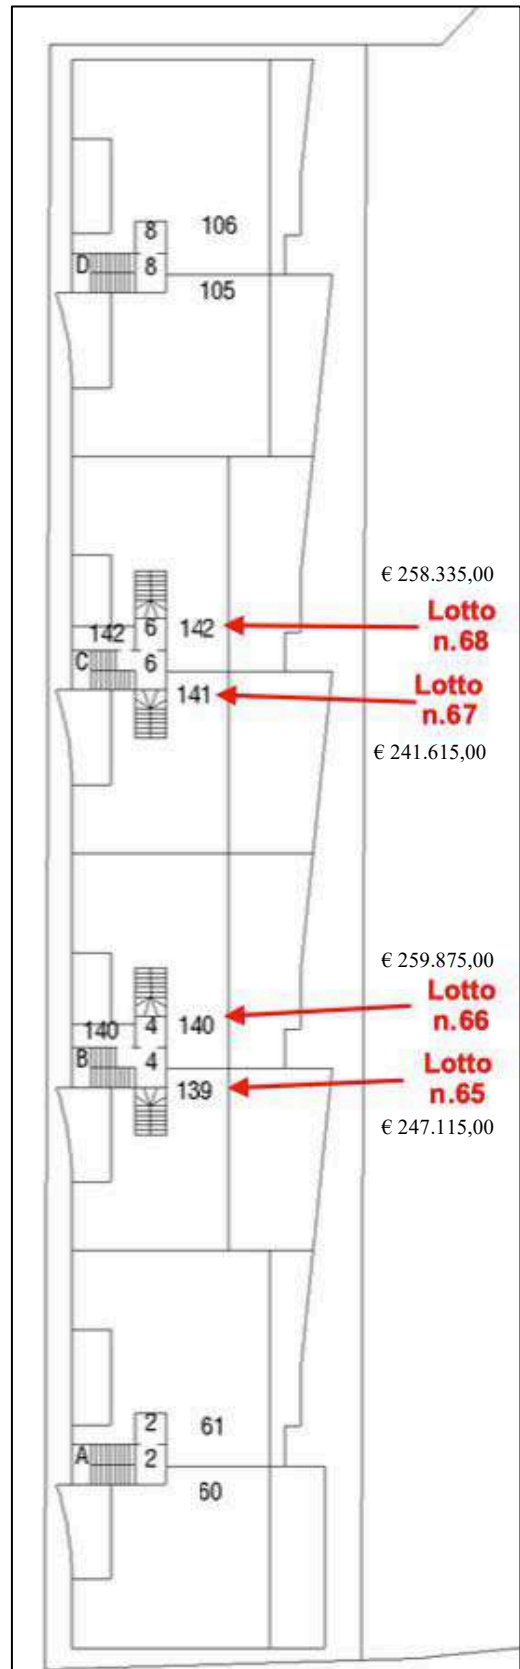 8
106
D
8
105
€ 258.335,00
Lotto
n.68
142
6
142
C
6
141
Lotto
n.67
€ 241.615,00
€ 259.875,00
Lotto
n.66
140
4
140
B
4
139
Lotto
n.65
€ 247.115,00
2
61
A
2
60